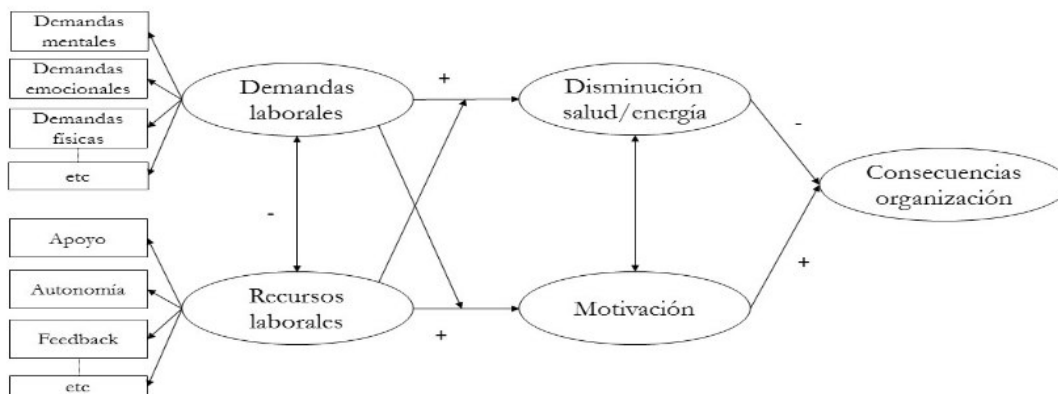 Demandas
mentales
Demandas
emocionales
Demandas
físicas
etc
Demandas
laborales
+
Disminución
salud/energía
-
Consecuencias
organización
-
Apoyo
Autonomía
Feedback
etc
Recursos
laborales
+
Motivación
+